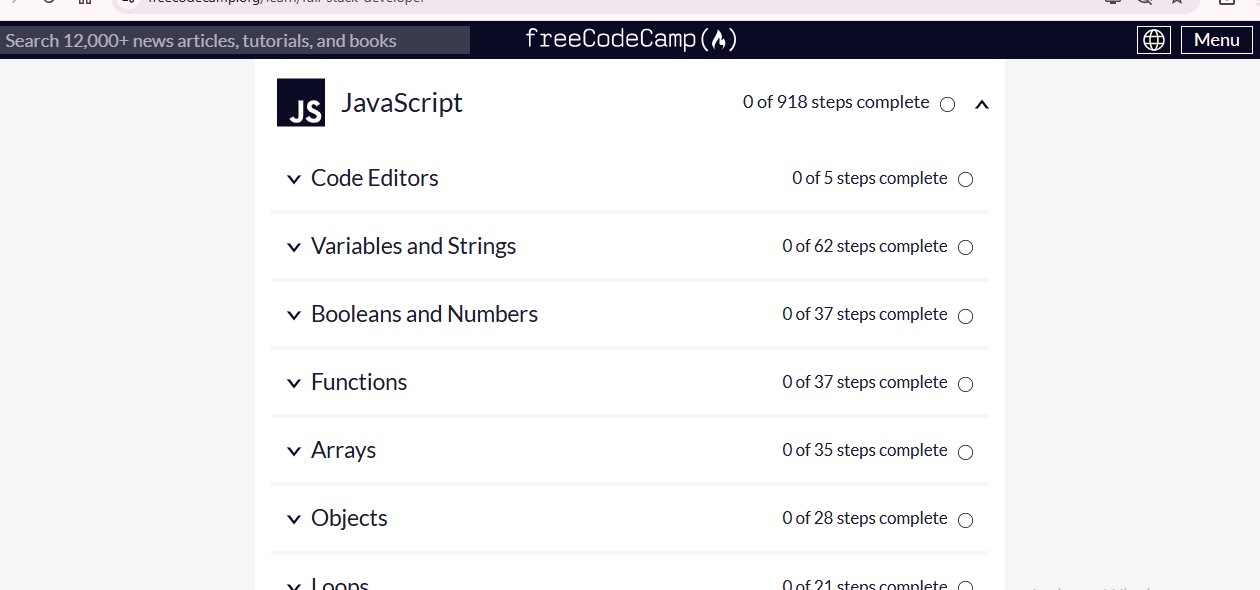 freecodecamp.org/learn/full-stack-developer
Search 12,000+ news articles, tutorials, and books
freeCodeCamp
Menu
JS
JavaScript
0 of 918 steps complete
Code Editors
0 of 5 steps complete
Variables and Strings
0 of 62 steps complete
Booleans and Numbers
0 of 37 steps complete
Functions
0 of 37 steps complete
Arrays
0 of 35 steps complete
Objects
0 of 28 steps complete
Loops
0 of 21 steps complete